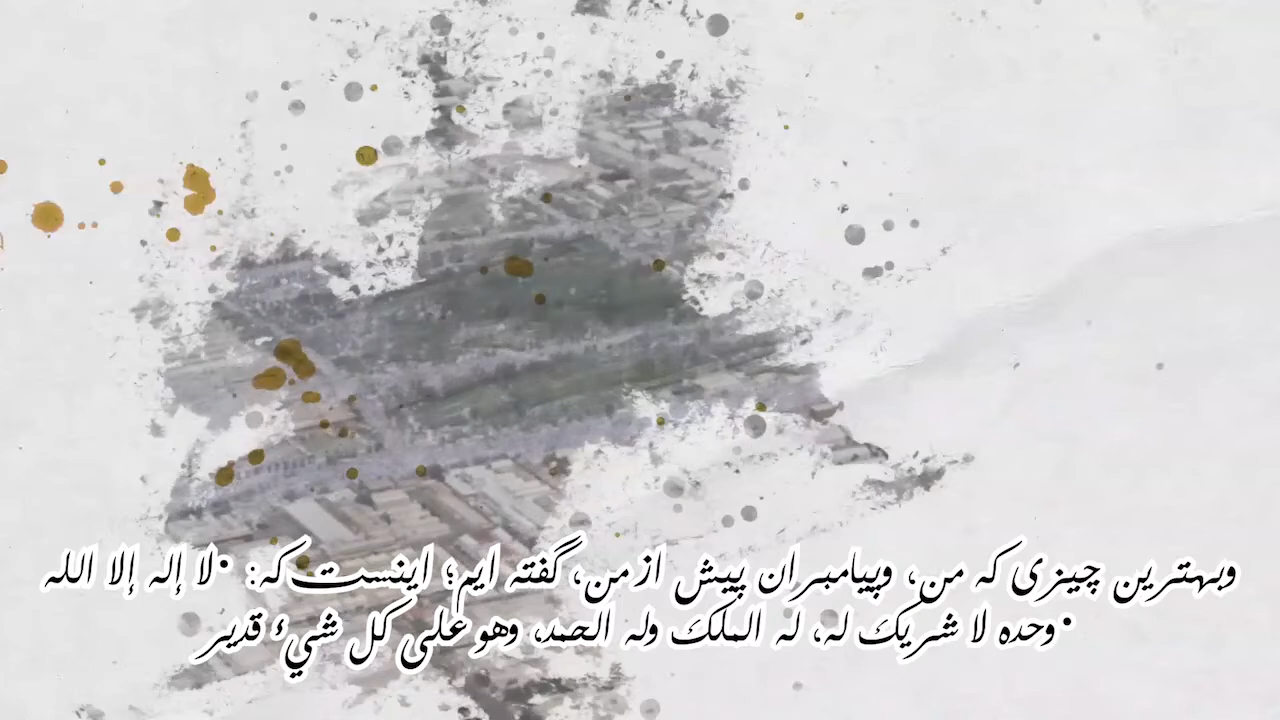 وبهترین چیزی که من، وپیامبران پیش ازمن، گفته ایم؛ اینست که: •لا إله إلا الله
•وحده لا شریک له، له الملک وله الحمد، وهو علی کل شيء قدیر